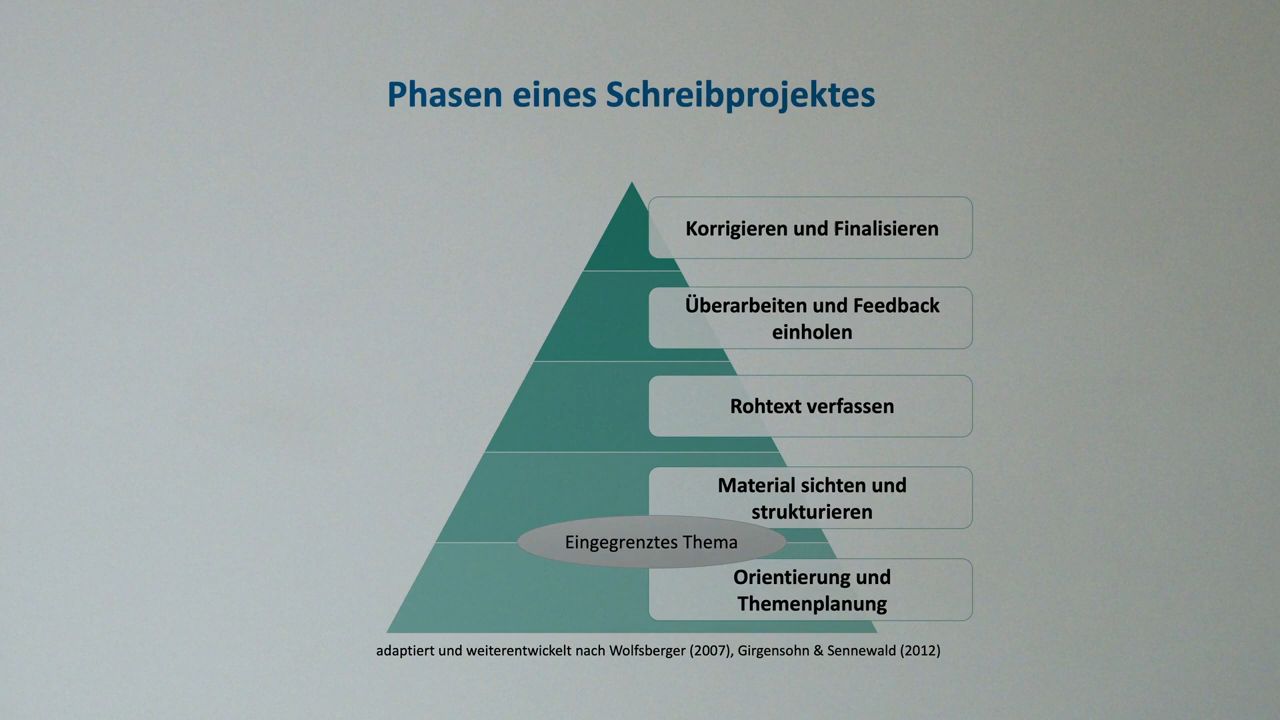 Phasen eines Schreibprojektes
Korrigieren und Finalisieren
Überarbeiten und Feedback
einholen
Rohtext verfassen
Material sichten und
strukturieren
Eingegrenztes Thema
Orientierung und
Themenplanung
adaptiert und weiterentwickelt nach Wolfsberger (2007), Girgensohn & Sennewald (2012)